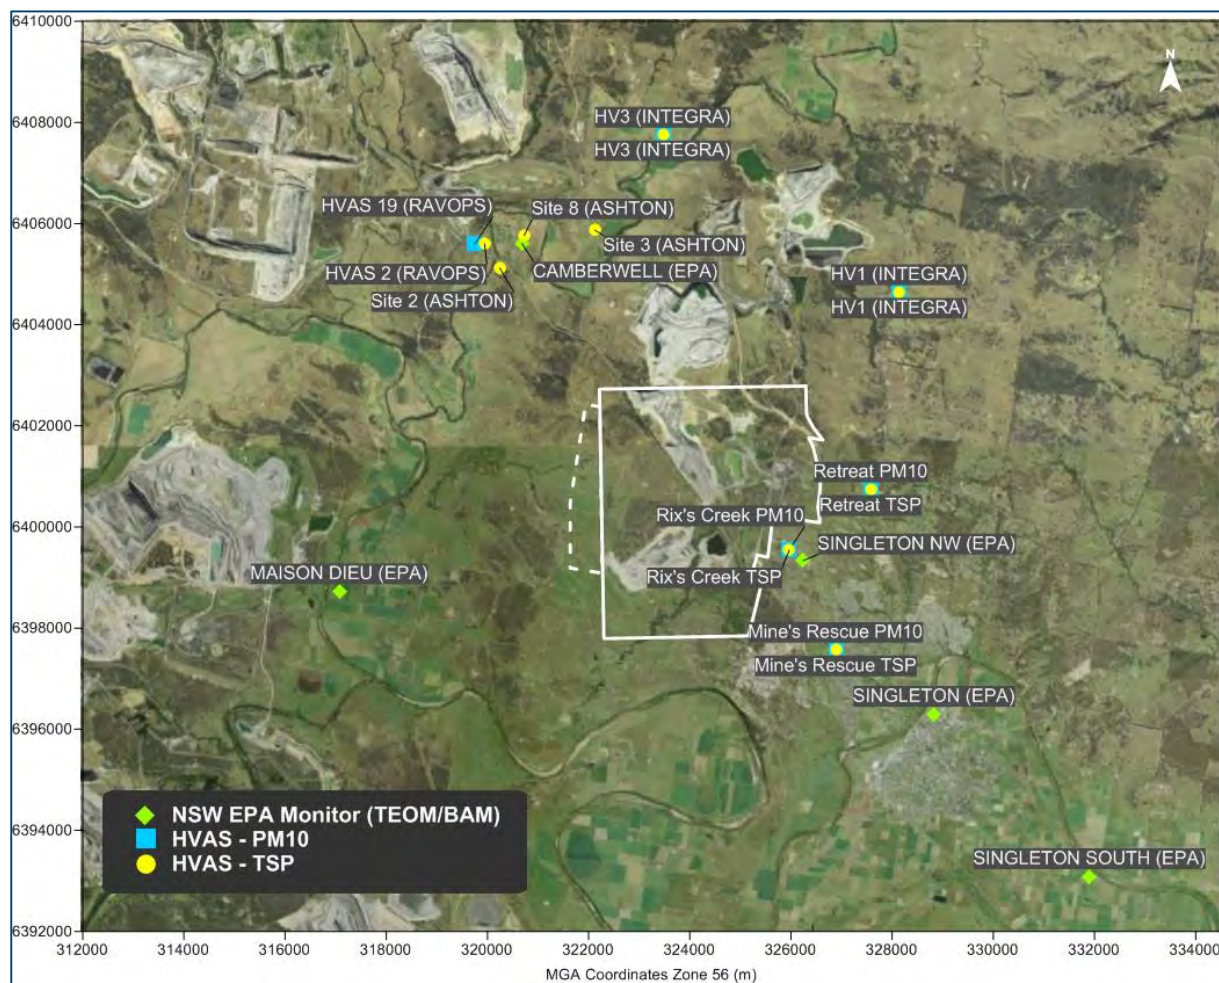 6410000
N
6408000
HV3 (INTEGRA)
HV3 (INTEGRA)
6406000
HVAS 19 (RAVOPS)
Site 8 (ASHTON)
Site 3 (ASHTON)
HVAS 2 (RAVOPS)
CAMBERWELL (EPA)
HV1 (INTEGRA)
Site 2 (ASHTON)
HV1 (INTEGRA)
6404000
6402000
Retreat PM10
Retreat TSP
Rix's Creek PM10
6400000
SINGLETON NW (EPA)
MAISON DIEU (EPA)
Rix's Creek TSP
6398000
Mine's Rescue PM10
Mine's Rescue TSP
SINGLETON (EPA)
6396000
NSW EPA Monitor (TEOM/BAM)
HVAS - PM10
HVAS - TSP
6394000
SINGLETON SOUTH (EPA)
6392000
312000 314000 316000 318000 320000 322000 324000 326000 328000 330000 332000 334000
MGA Coordinates Zone 56 (m)